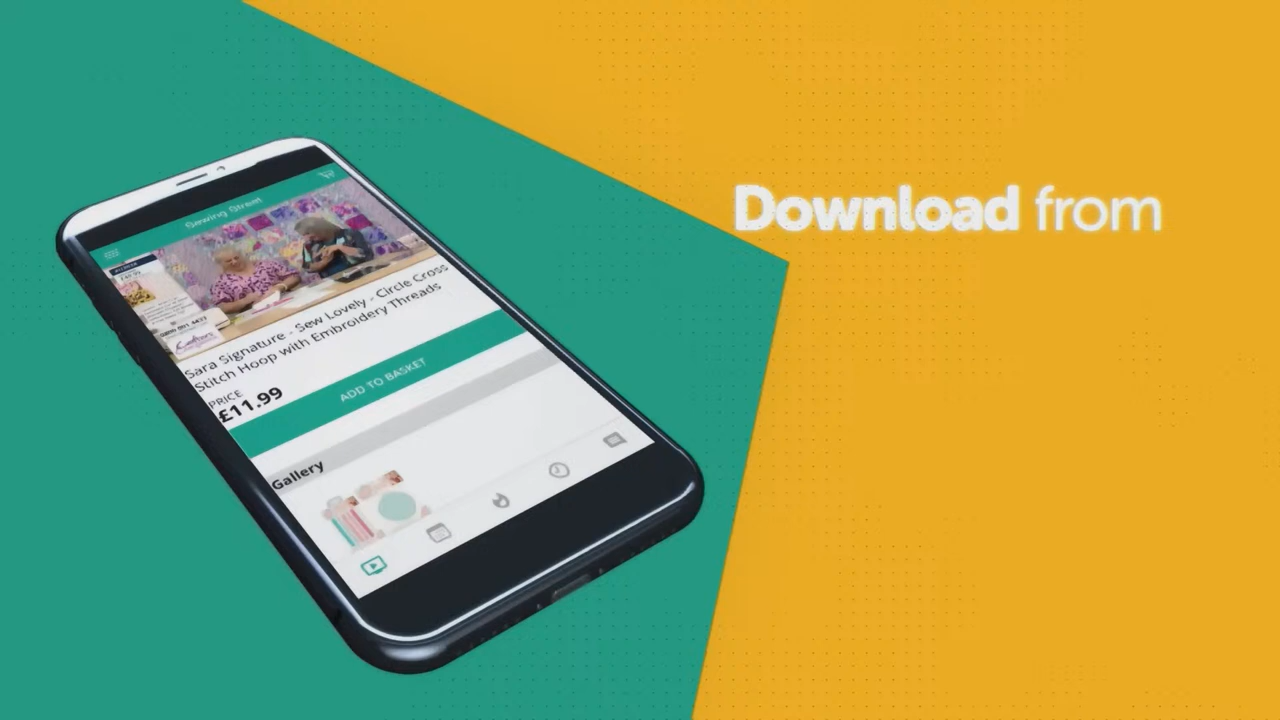 Download from
Sewing Street
Sara Signature - Sew Lovely - Circle Cross
Stitch Hoop with Embroidery Threads
PRICE
£11.99
ADD TO BASKET
Gallery